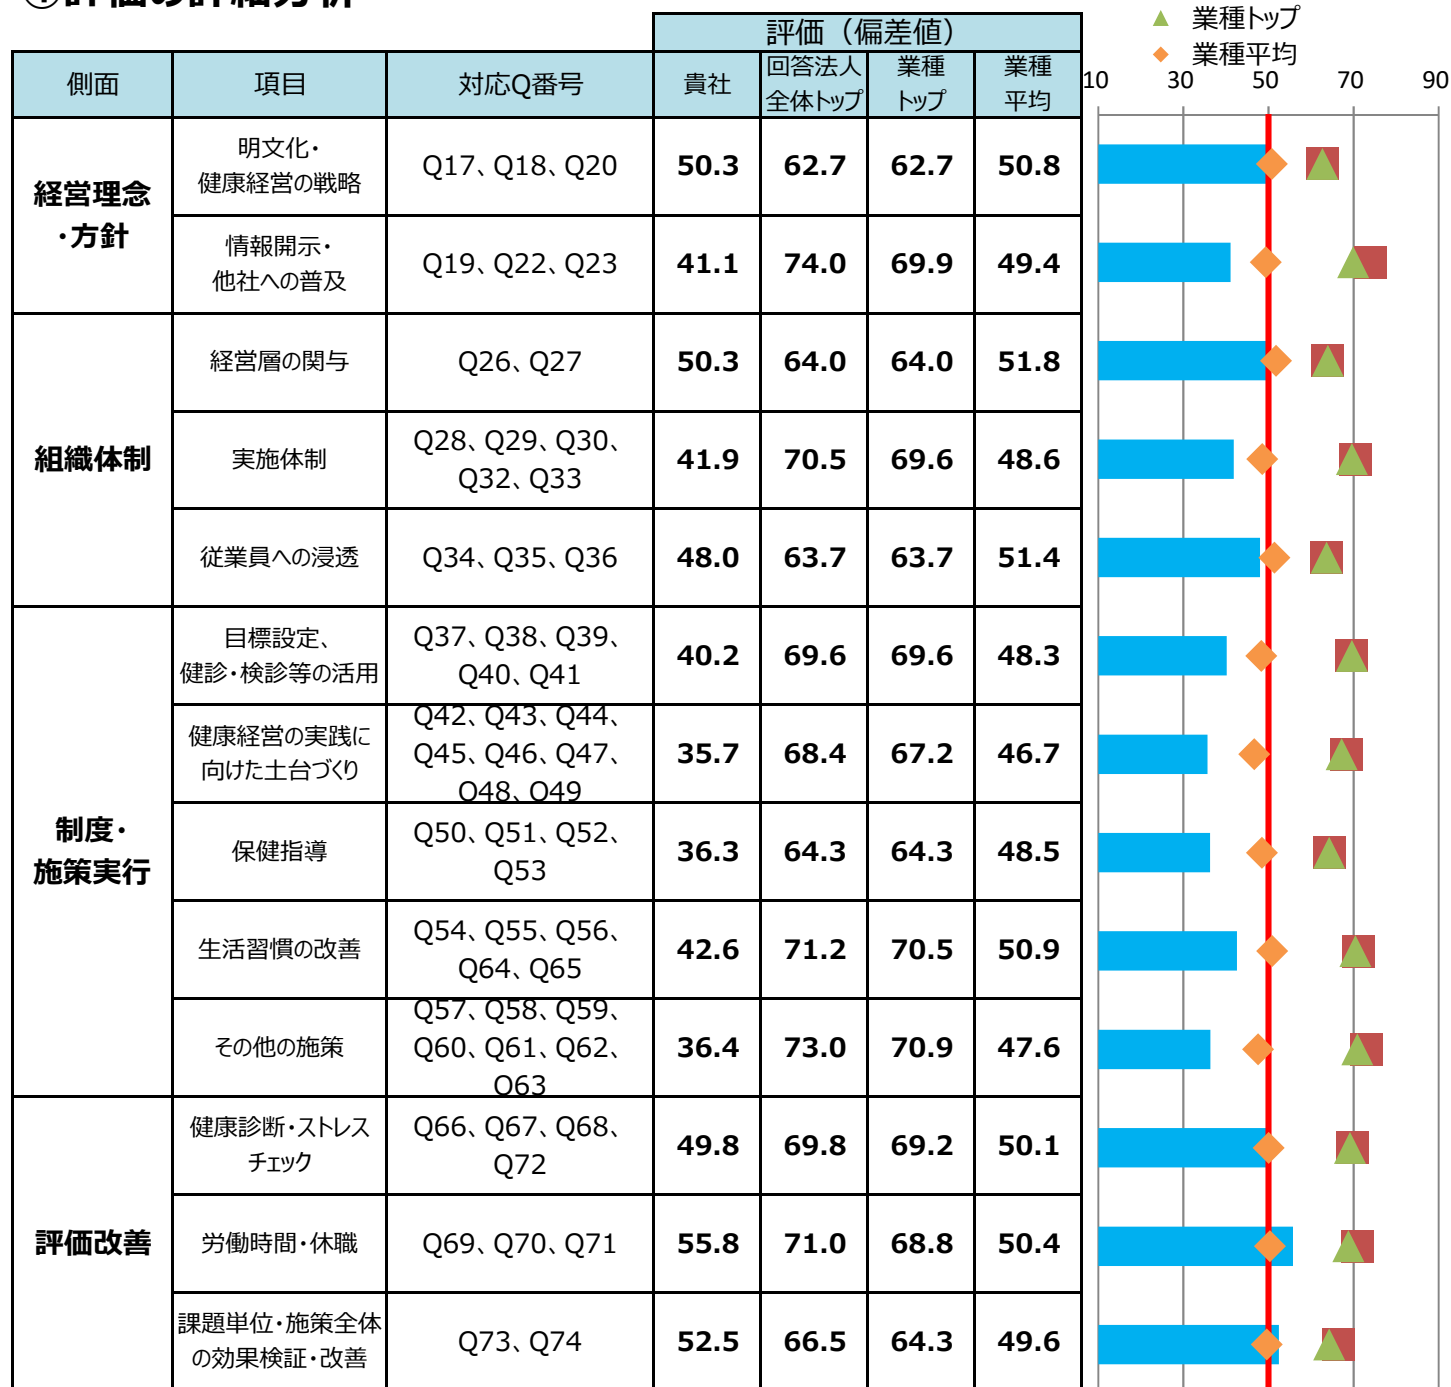 ①評価の詳細分析
▲ 業種トップ
◆ 業種平均
10 30 50 70 90
評価（偏差値）
側面 項目 対応Q番号 貴社 回答法人全体トップ 業種トップ 業種平均
経営理念・方針
明文化・
健康経営の戦略
Q17、Q18、Q20 50.3 62.7 62.7 50.8
情報開示・
他社への普及
Q19、Q22、Q23 41.1 74.0 69.9 49.4
組織体制
経営層の関与 Q26、Q27 50.3 64.0 64.0 51.8
実施体制
Q28、Q29、Q30、
Q32、Q33
41.9 70.5 69.6 48.6
従業員への浸透 Q34、Q35、Q36 48.0 63.7 63.7 51.4
制度・
施策実行
目標設定、
健診・検診等の活用
Q37、Q38、Q39、
Q40、Q41
40.2 69.6 69.6 48.3
健康経営の実践に
向けた土台づくり
Q42、Q43、Q44、
Q45、Q46、Q47、
Q48、Q49
35.7 68.4 67.2 46.7
保健指導
Q50、Q51、Q52、
Q53
36.3 64.3 64.3 48.5
生活習慣の改善
Q54、Q55、Q56、
Q64、Q65
42.6 71.2 70.5 50.9
その他の施策
Q57、Q58、Q59、
Q60、Q61、Q62、
Q63
36.4 73.0 70.9 47.6
評価改善
健康診断・ストレス
チェック
Q66、Q67、Q68、
Q72
49.8 69.8 69.2 50.1
労働時間・休職 Q69、Q70、Q71 55.8 71.0 68.8 50.4
課題単位・施策全体
の効果検証・改善
Q73、Q74 52.5 66.5 64.3 49.6